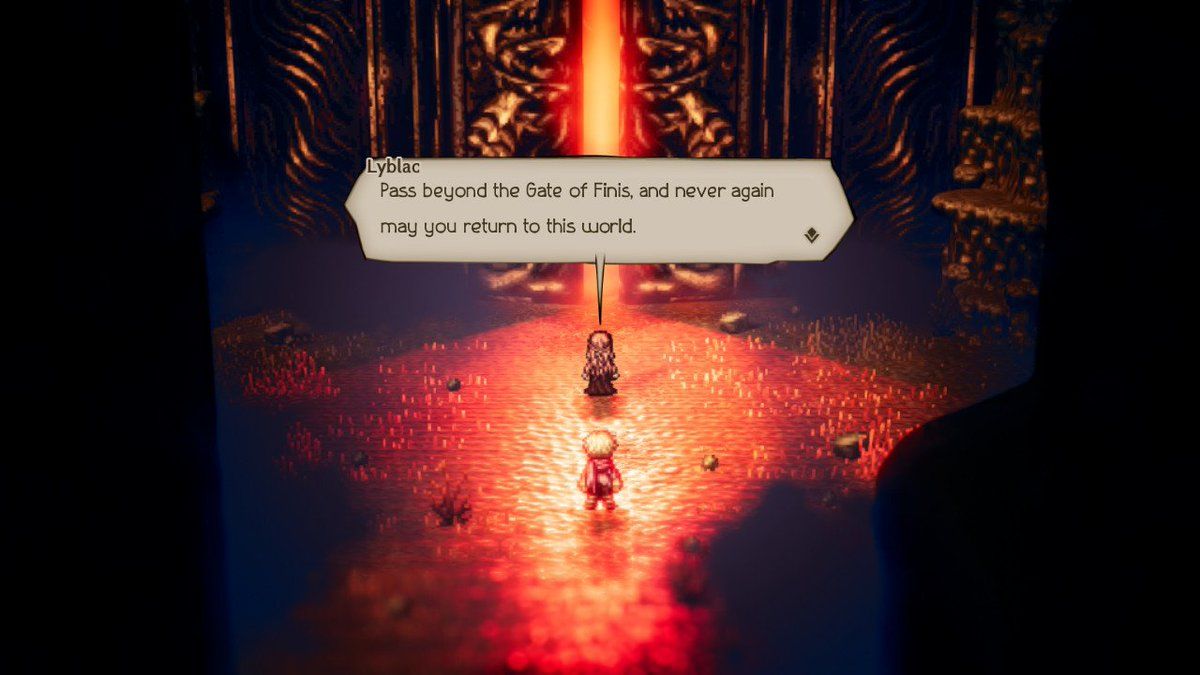 Lyblac
Pass beyond the Gate of Finis, and never again
may you return to this world.